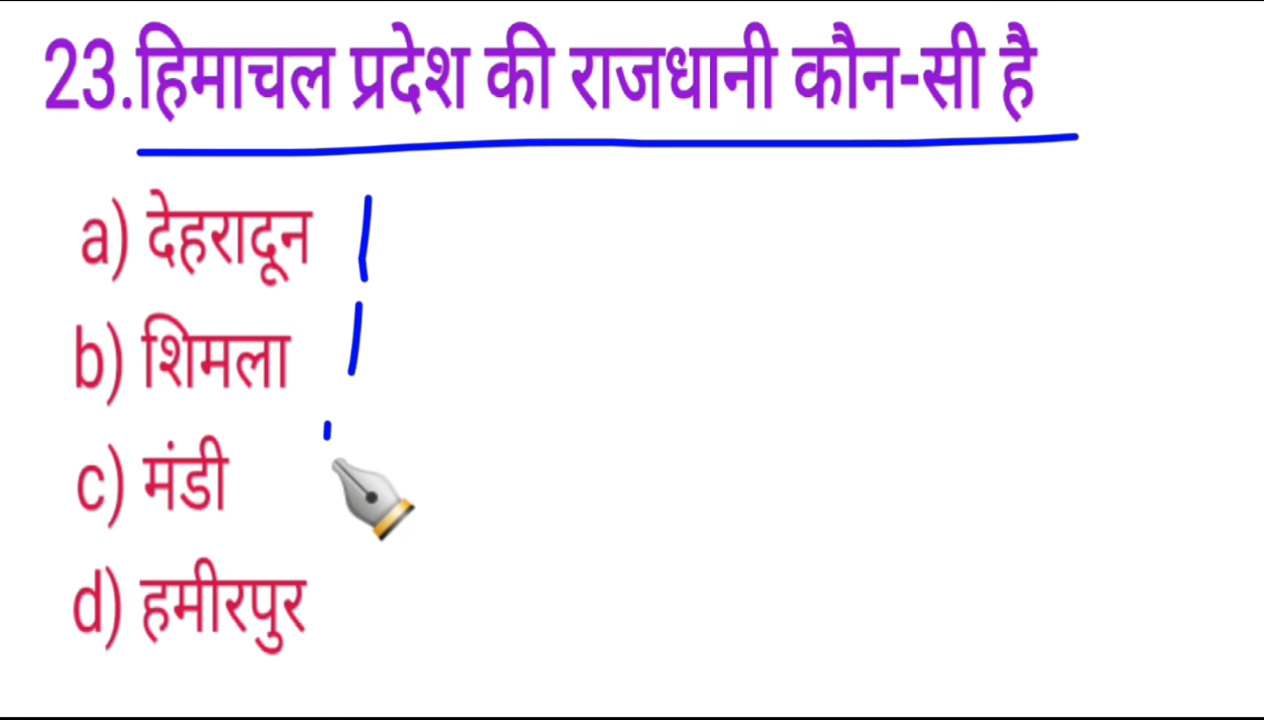 23.हिमाचल प्रदेश की राजधानी कौन-सी है
a) देहरादून
b) शिमला
c) मंडी
d) हमीरपुर